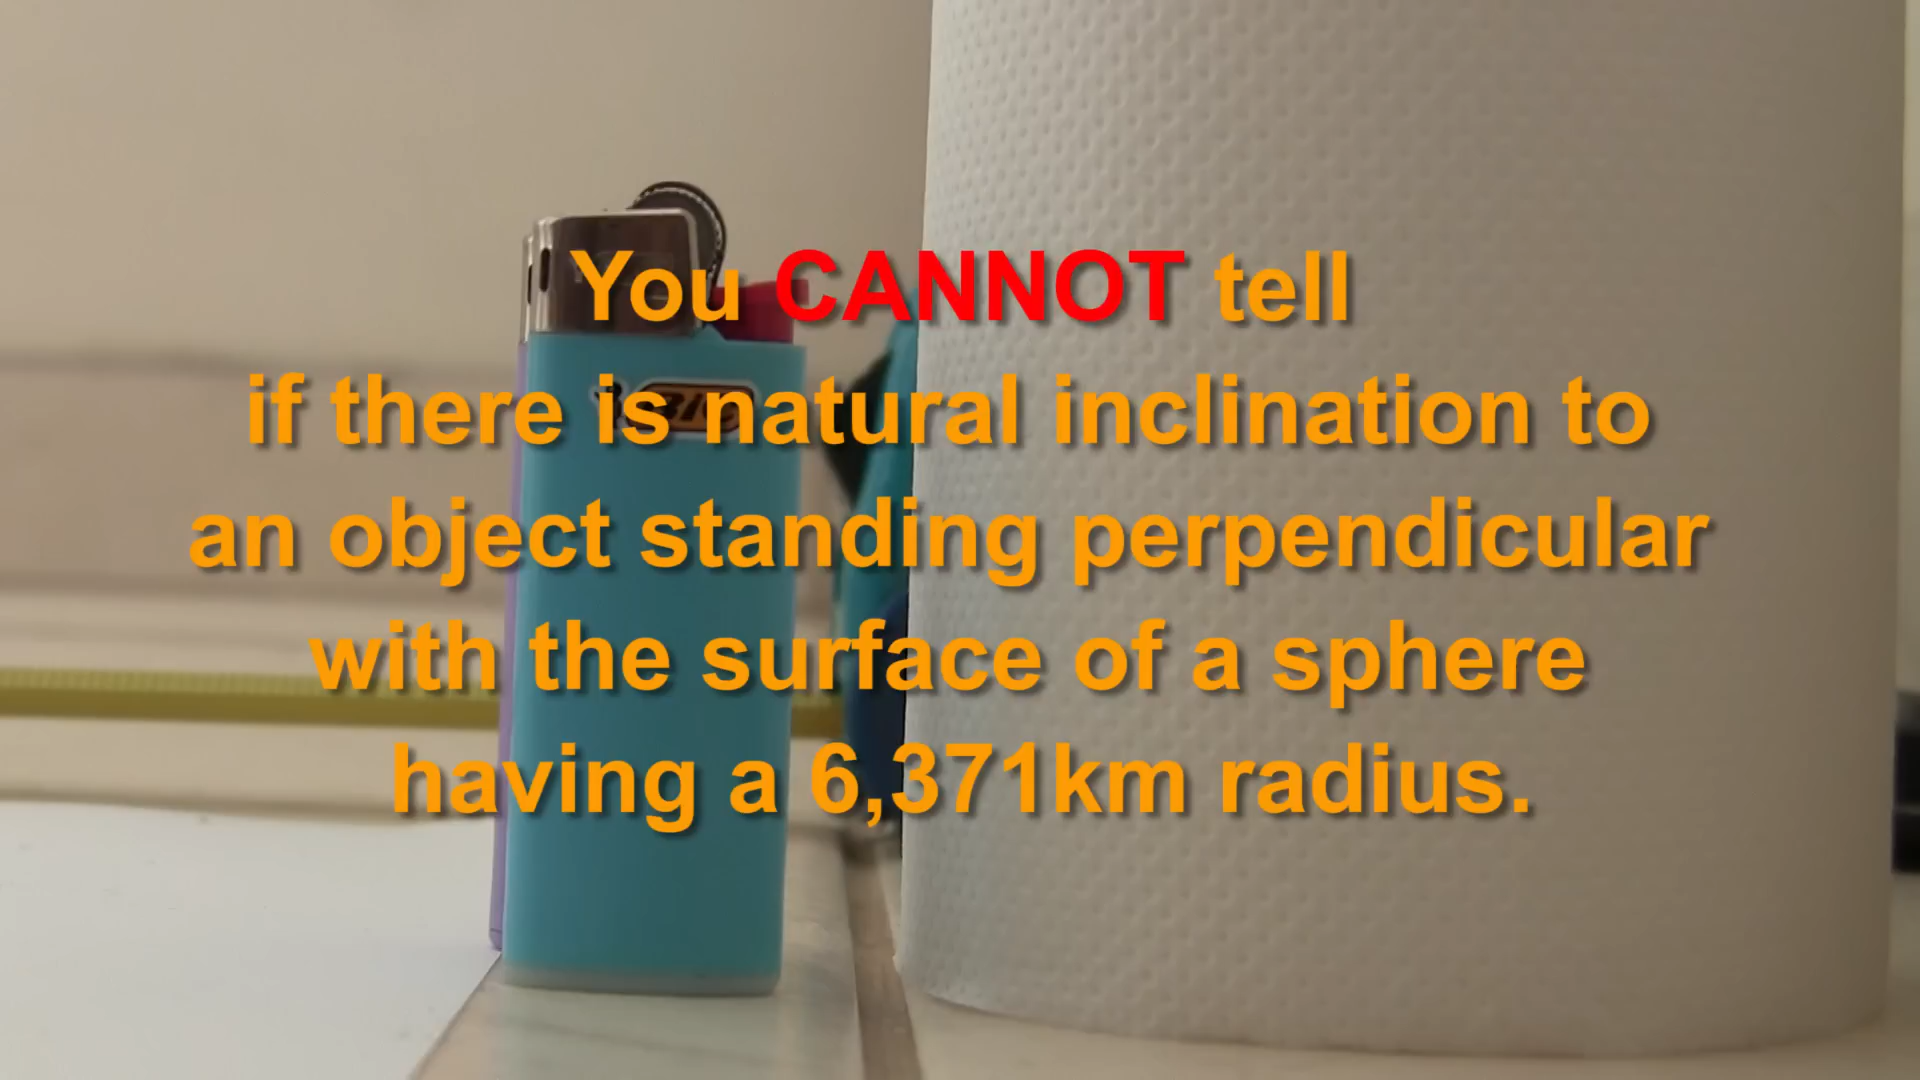 You CANNOT tell
if there is natural inclination to
an object standing perpendicular
with the surface of a sphere
having a 6,371km radius.
BIC